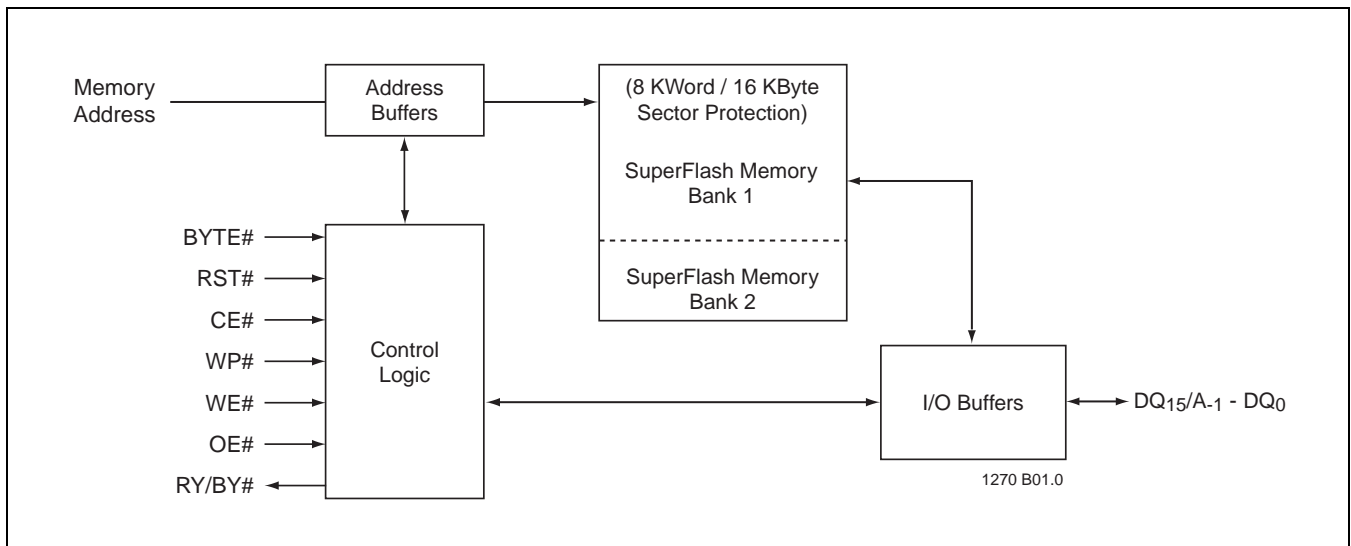 Memory
Address
Address
Buffers
(8 KWord / 16 KByte
Sector Protection)
SuperFlash Memory
Bank 1
SuperFlash Memory
Bank 2
BYTE#
RST#
CE#
WP#
WE#
OE#
RY/BY#
Control
Logic
I/O Buffers
DQ15/A-1 - DQ0
1270 B01.0